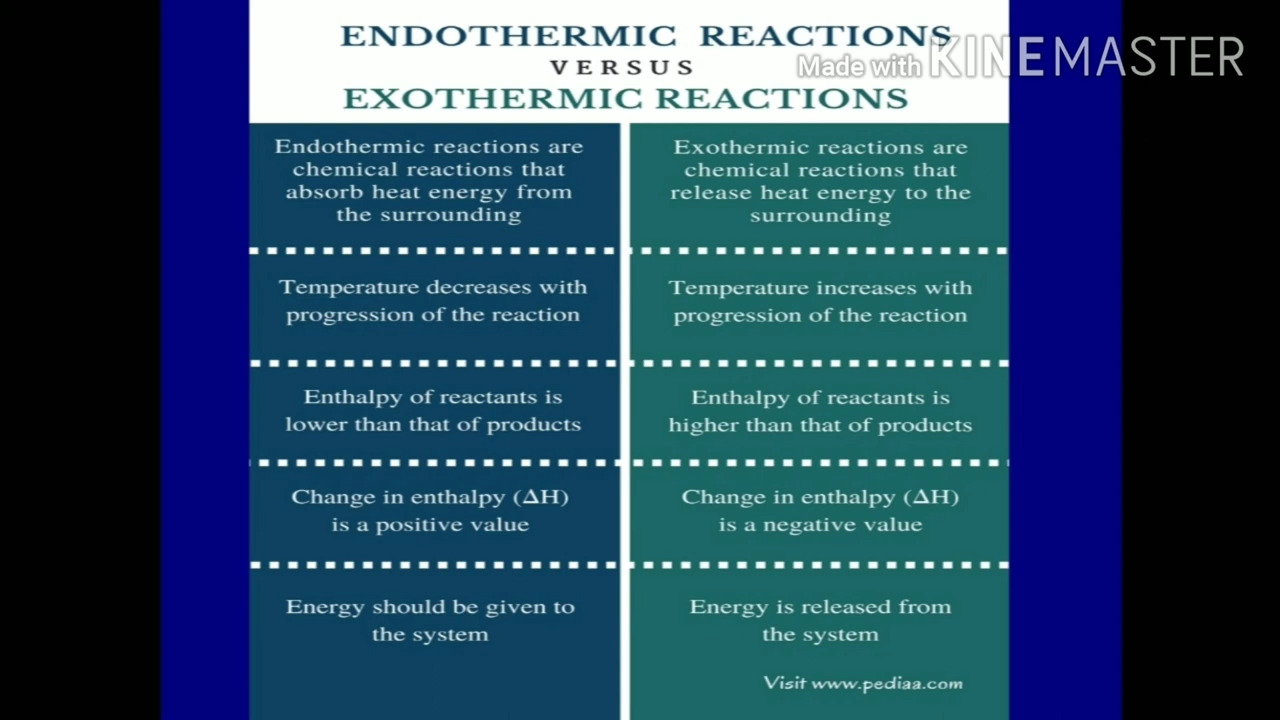 ENDOTHERMIC REACTIONS
VERSUS
Made with KINEMASTER
EXOTHERMIC REACTIONS
Endothermic reactions are
chemical reactions that
absorb heat energy from
the surrounding
Exothermic reactions are
chemical reactions that
release heat energy to the
surrounding
Temperature decreases with
progression of the reaction
Temperature increases with
progression of the reaction
Enthalpy of reactants is
lower than that of products
Enthalpy of reactants is
higher than that of products
Change in enthalpy (ΔH)
is a positive value
Change in enthalpy (ΔH)
is a negative value
Energy should be given to
the system
Energy is released from
the system
Visit www.pediaa.com